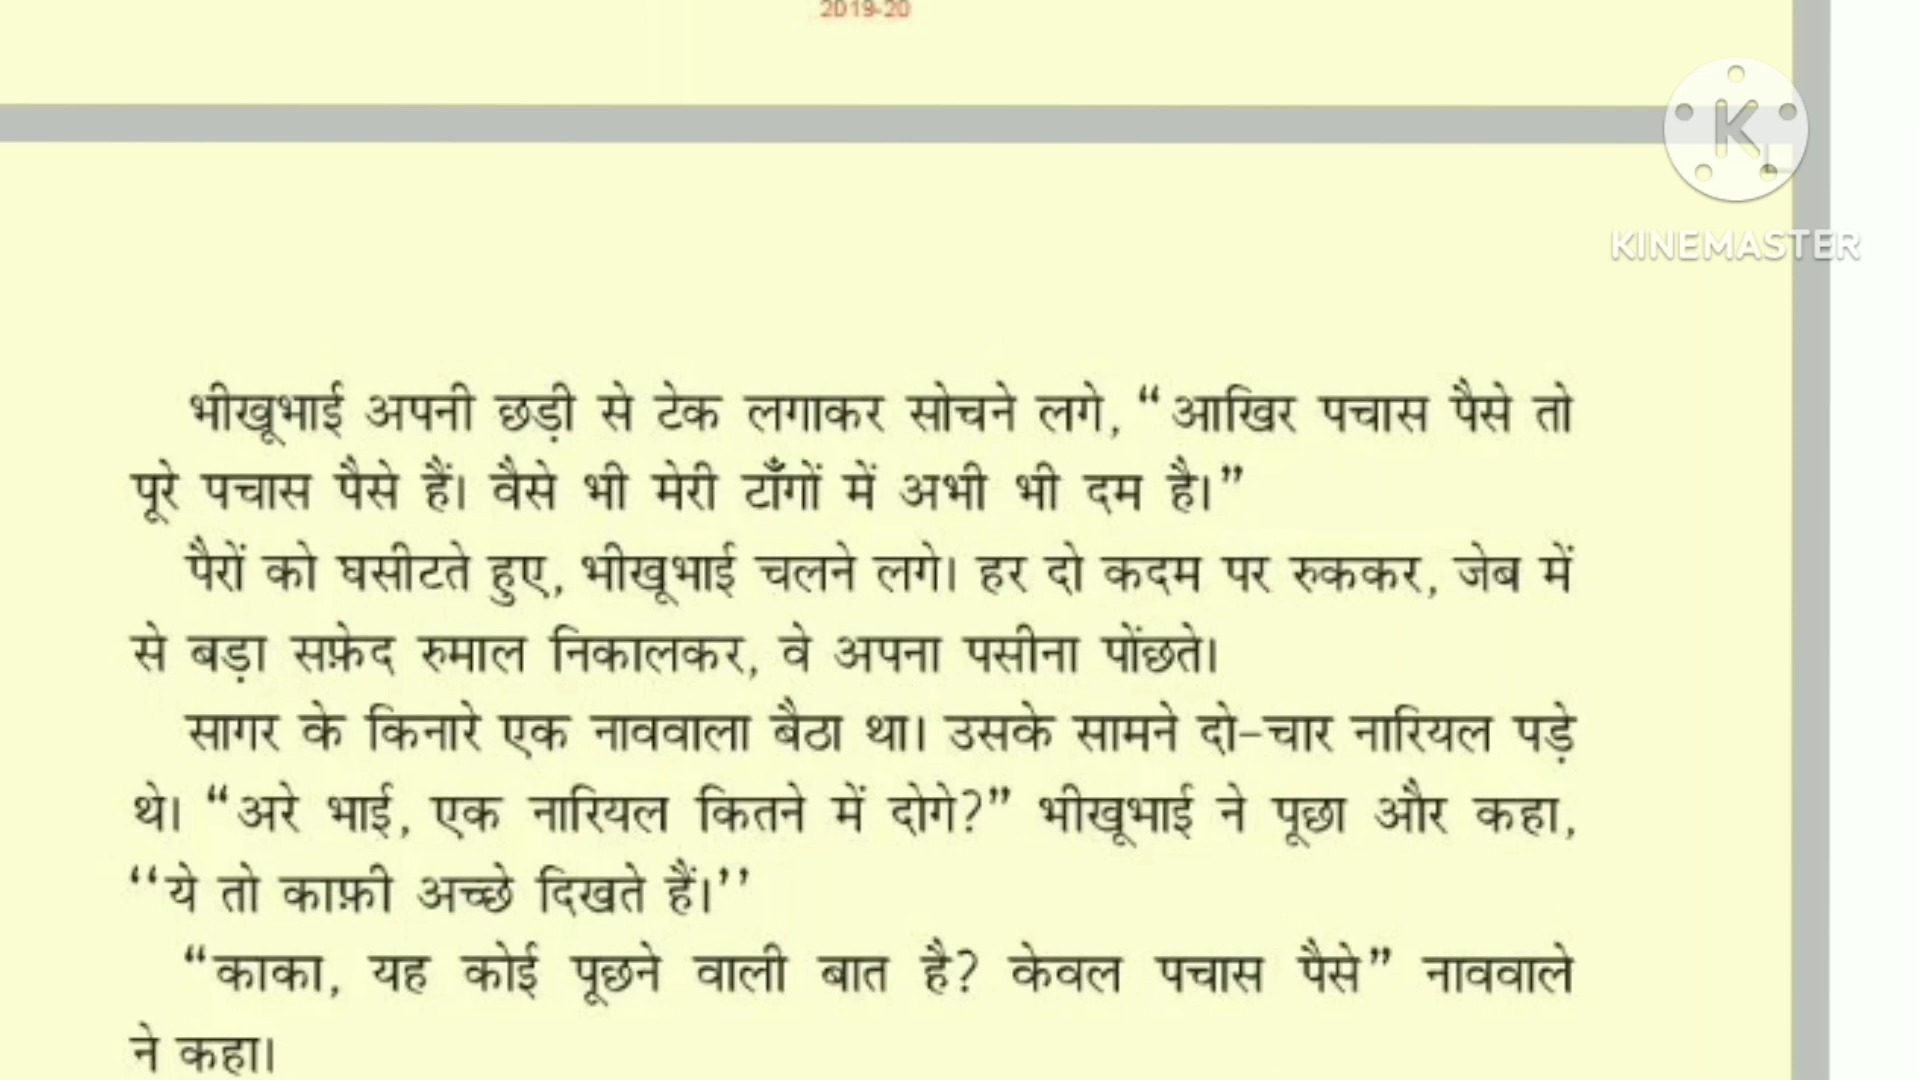 2019-20
K
KINEMASTER
भीखूभाई अपनी छड़ी से टेक लगाकर सोचने लगे, “आखिर पचास पैसे तो
पूरे पचास पैसे हैं। वैसे भी मेरी टाँगों में अभी भी दम है।”
पैरों को घसीटते हुए, भीखूभाई चलने लगे। हर दो कदम पर रुककर, जेब में
से बड़ा सफ़ेद रुमाल निकालकर, वे अपना पसीना पोंछते।
सागर के किनारे एक नाववाला बैठा था। उसके सामने दो-चार नारियल पड़े
थे। “अरे भाई, एक नारियल कितने में दोगे?” भीखूभाई ने पूछा और कहा,
‘‘ये तो काफ़ी अच्छे दिखते हैं।’’
“काका, यह कोई पूछने वाली बात है? केवल पचास पैसे” नाववाले
ने कहा।